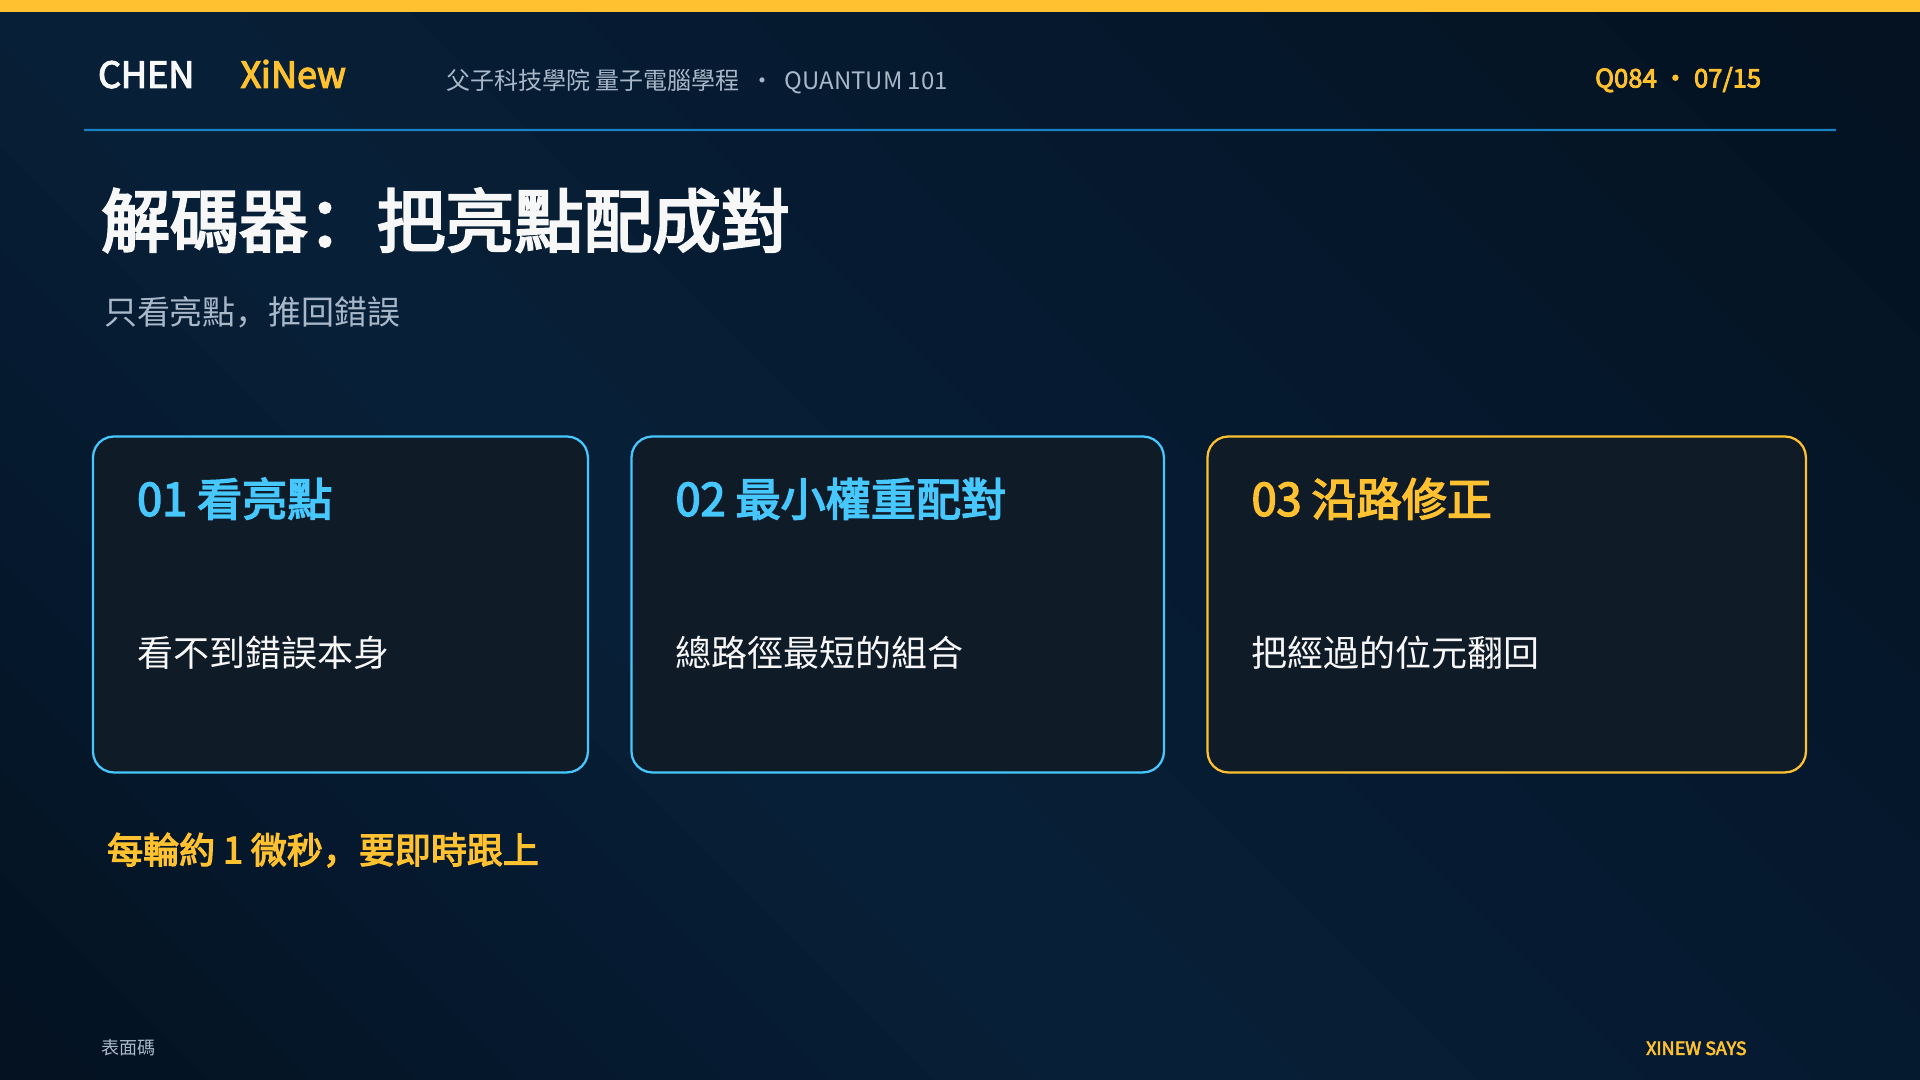 CHEN XiNew 父子科技學院 量子電腦學程 • QUANTUM 101 Q084 • 07/15
解碼器：把亮點配成對
只看亮點，推回錯誤
01 看亮點
看不到錯誤本身
02 最小權重配對
總路徑最短的組合
03 沿路修正
把經過的位元翻回
每輪約 1 微秒，要即時跟上
表面碼
XINEW SAYS